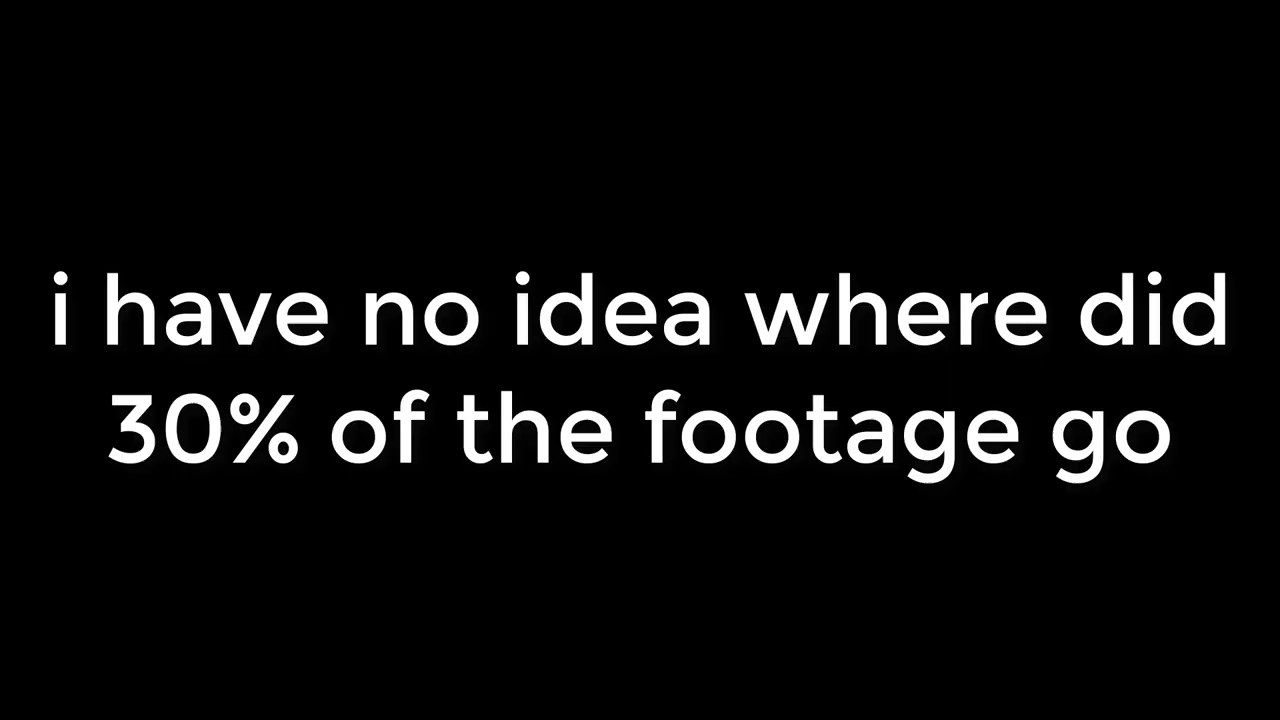 i have no idea where did
30% of the footage go